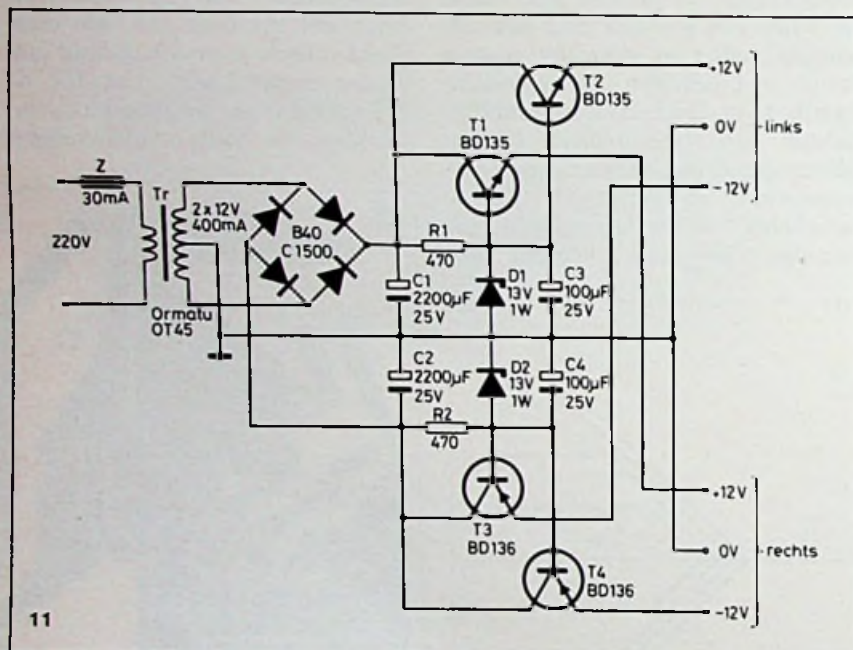 T2
BD135
+12V
0V
links
-12V
T1
BD135
Z
30mA
Tr
2x12V
400mA
220V
B40
C1500
R1
470
C1
2200µF
25V
D1
13V
1W
C3
100µF
25V
Ormatu
OT45
C2
2200µF
25V
D2
13V
1W
C4
100µF
25V
R2
470
T3
BD136
+12V
0V
rechts
-12V
T4
BD136
11